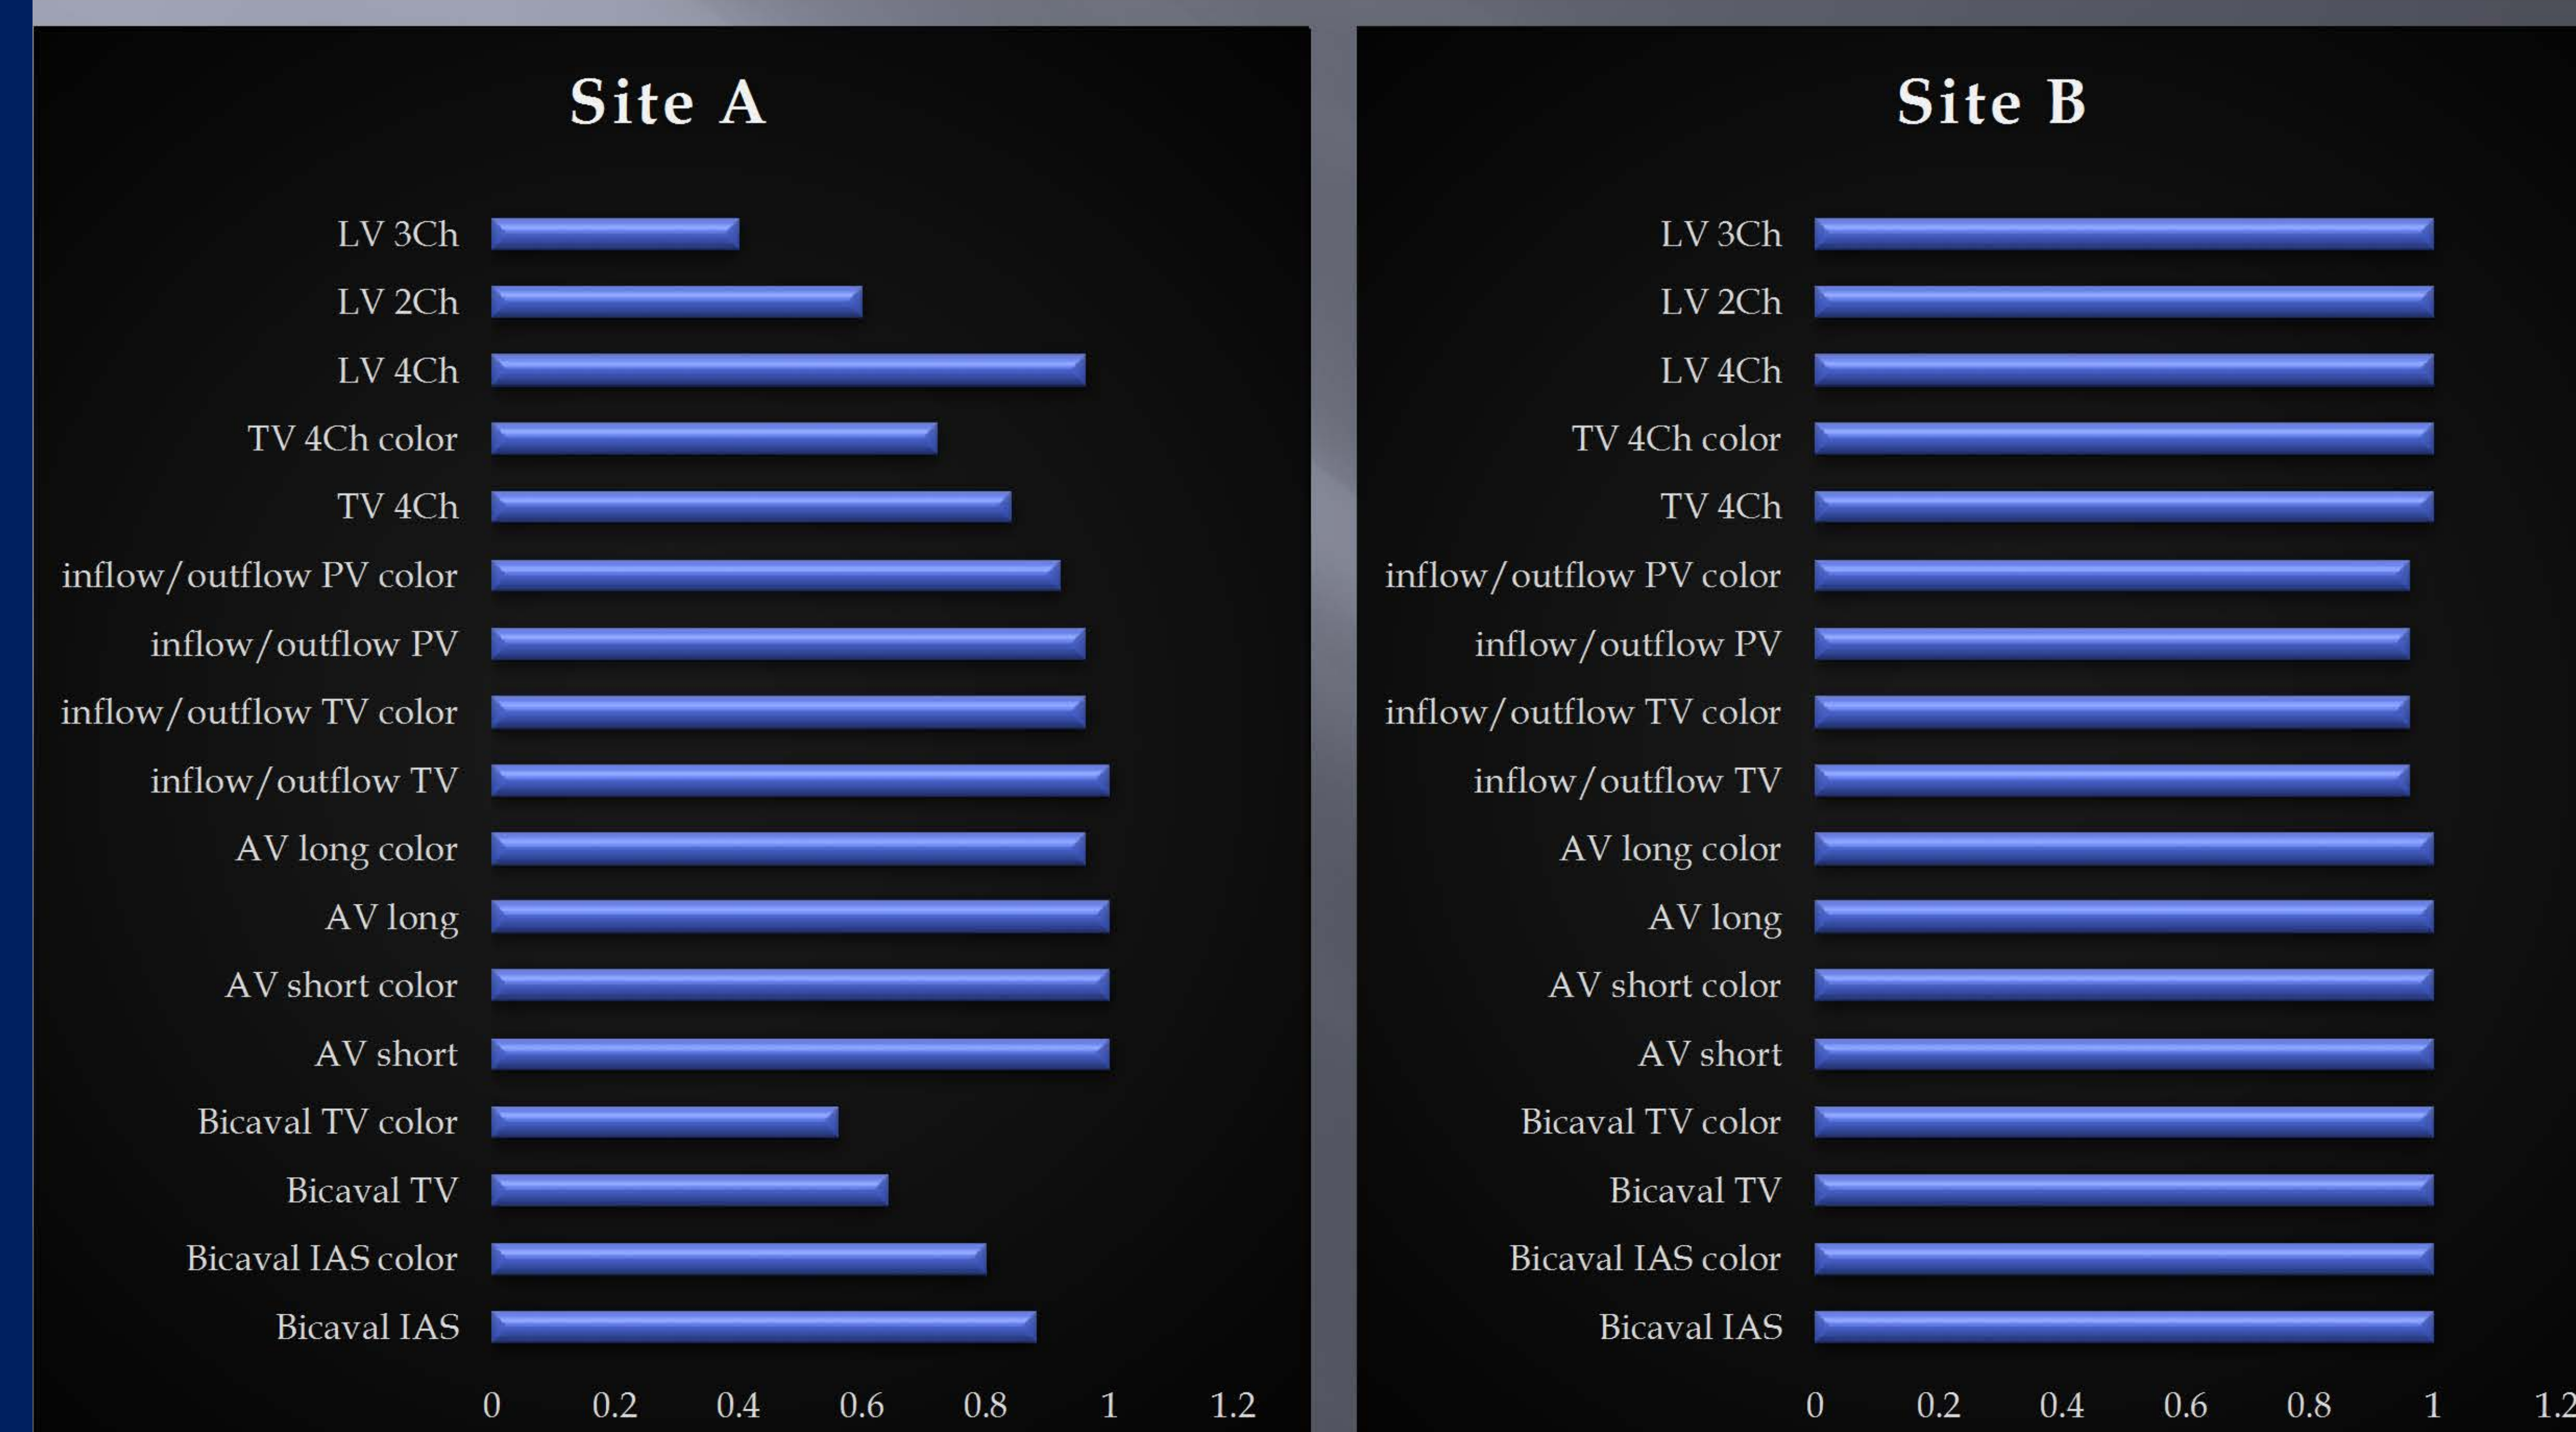 Site A
LV 3Ch
LV 2Ch
LV 4Ch
TV 4Ch color
TV 4Ch
inflow/outflow PV color
inflow/outflow PV
inflow/outflow TV color
inflow/outflow TV
AV long color
AV long
AV short color
AV short
Bicaval TV color
Bicaval TV
Bicaval IAS color
Bicaval IAS
0 0.2 0.4 0.6 0.8 1 1.2
Site B
LV 3Ch
LV 2Ch
LV 4Ch
TV 4Ch color
TV 4Ch
inflow/outflow PV color
inflow/outflow PV
inflow/outflow TV color
inflow/outflow TV
AV long color
AV long
AV short color
AV short
Bicaval TV color
Bicaval TV
Bicaval IAS color
Bicaval IAS
0 0.2 0.4 0.6 0.8 1 1.2